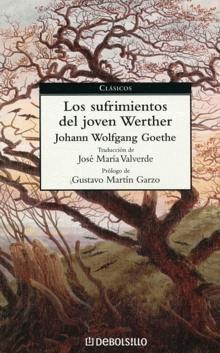 CLÁSICOS
Los sufrimientos
del joven Werther
Johann Wolfgang Goethe
Traducción de
José María Valverde
Prólogo de
Gustavo Martín Garzo
DEBOLSILLO